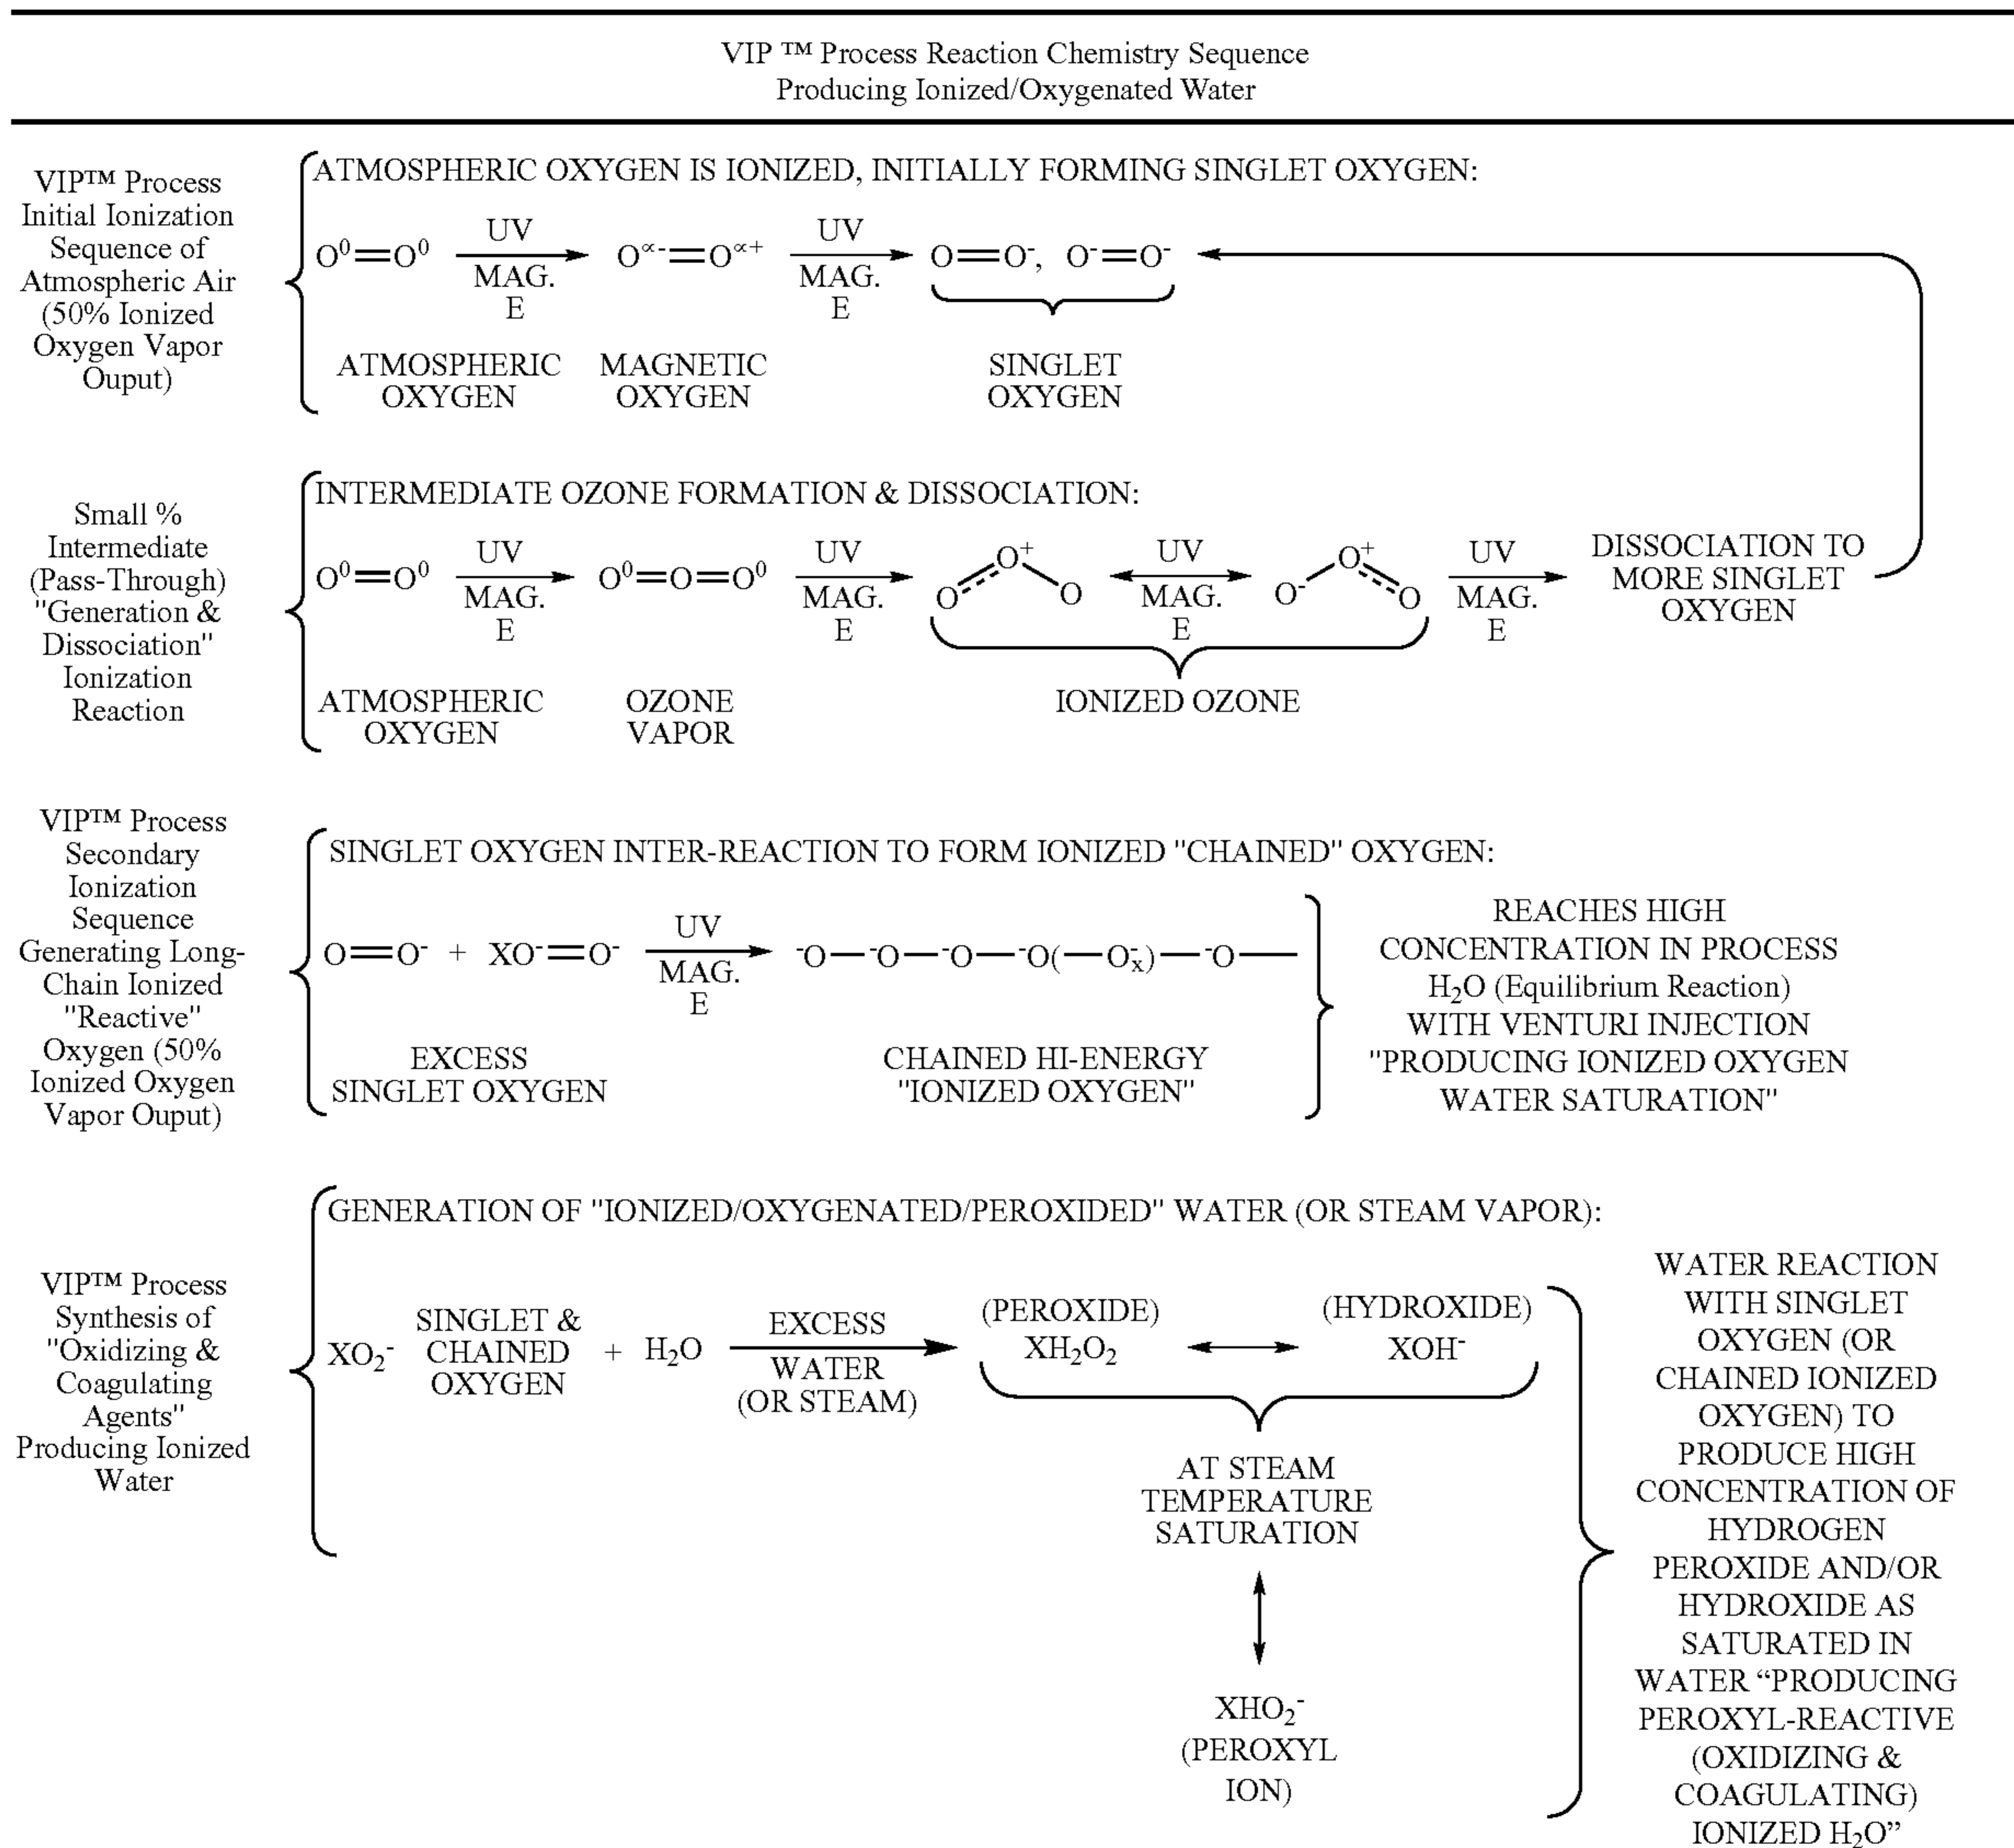 VIP ™ Process Reaction Chemistry Sequence
Producing Ionized/Oxygenated Water
VIP™ Process
Initial Ionization
Sequence of
Atmospheric Air
(50% Ionized
Oxygen Vapor
Ouput)
ATMOSPHERIC OXYGEN IS IONIZED, INITIALLY FORMING SINGLET OXYGEN:
O⁰=O⁰ UV MAG. E O^∝-=O^∝+ UV MAG. E O=O⁻, O⁻=O⁻
ATMOSPHERIC OXYGEN
MAGNETIC OXYGEN
SINGLET OXYGEN
Small %
Intermediate
(Pass-Through)
"Generation &
Dissociation"
Ionization
Reaction
INTERMEDIATE OZONE FORMATION & DISSOCIATION:
O⁰=O⁰ UV MAG. E O⁰=O=O⁰ UV MAG. E O O⁺ O UV MAG. E O⁻ O⁺ O UV MAG. E
DISSOCIATION TO
MORE SINGLET
OXYGEN
ATMOSPHERIC
OXYGEN
OZONE
VAPOR
IONIZED OZONE
VIP™ Process
Secondary
Ionization
Sequence
Generating Long-
Chain Ionized
"Reactive"
Oxygen (50%
Ionized Oxygen
Vapor Ouput)
SINGLET OXYGEN INTER-REACTION TO FORM IONIZED "CHAINED" OXYGEN:
O=O⁻ + XO⁻=O⁻ UV MAG. E ⁻O—⁻O—⁻O—⁻O(—O⁻ₓ)—⁻O—
EXCESS
SINGLET OXYGEN
CHAINED HI-ENERGY
"IONIZED OXYGEN"
REACHES HIGH
CONCENTRATION IN PROCESS
H₂O (Equilibrium Reaction)
WITH VENTURI INJECTION
"PRODUCING IONIZED OXYGEN
WATER SATURATION"
VIP™ Process
Synthesis of
"Oxidizing &
Coagulating
Agents"
Producing Ionized
Water
GENERATION OF "IONIZED/OXYGENATED/PEROXIDED" WATER (OR STEAM VAPOR):
XO₂⁻
SINGLET &
CHAINED
OXYGEN
+ H₂O
EXCESS
WATER
(OR STEAM)
(PEROXIDE)
XH₂O₂
(HYDROXIDE)
XOH⁻
AT STEAM
TEMPERATURE
SATURATION
XHO₂⁻
(PEROXYL
ION)
WATER REACTION
WITH SINGLET
OXYGEN (OR
CHAINED IONIZED
OXYGEN) TO
PRODUCE HIGH
CONCENTRATION OF
HYDROGEN
PEROXIDE AND/OR
HYDROXIDE AS
SATURATED IN
WATER “PRODUCING
PEROXYL-REACTIVE
(OXIDIZING &
COAGULATING)
IONIZED H₂O”